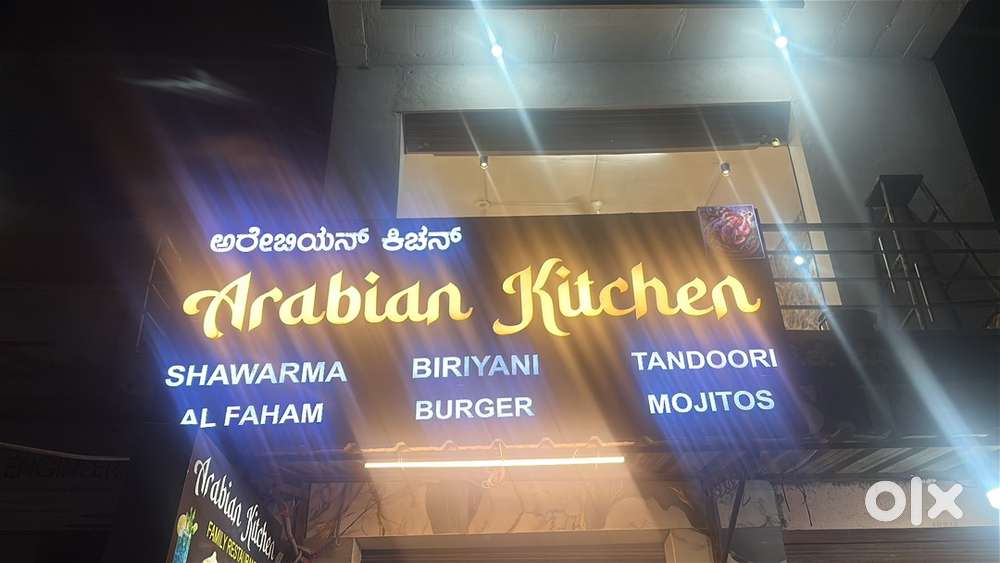 ಅರೇಬಿಯನ್ ಕಿಚನ್
Arabian Kitchen
SHAWARMA BIRIYANI TANDOORI
AL FAHAM BURGER MOJITOS
Arabian Kitchen
FAMILY RESTAURANT
olx